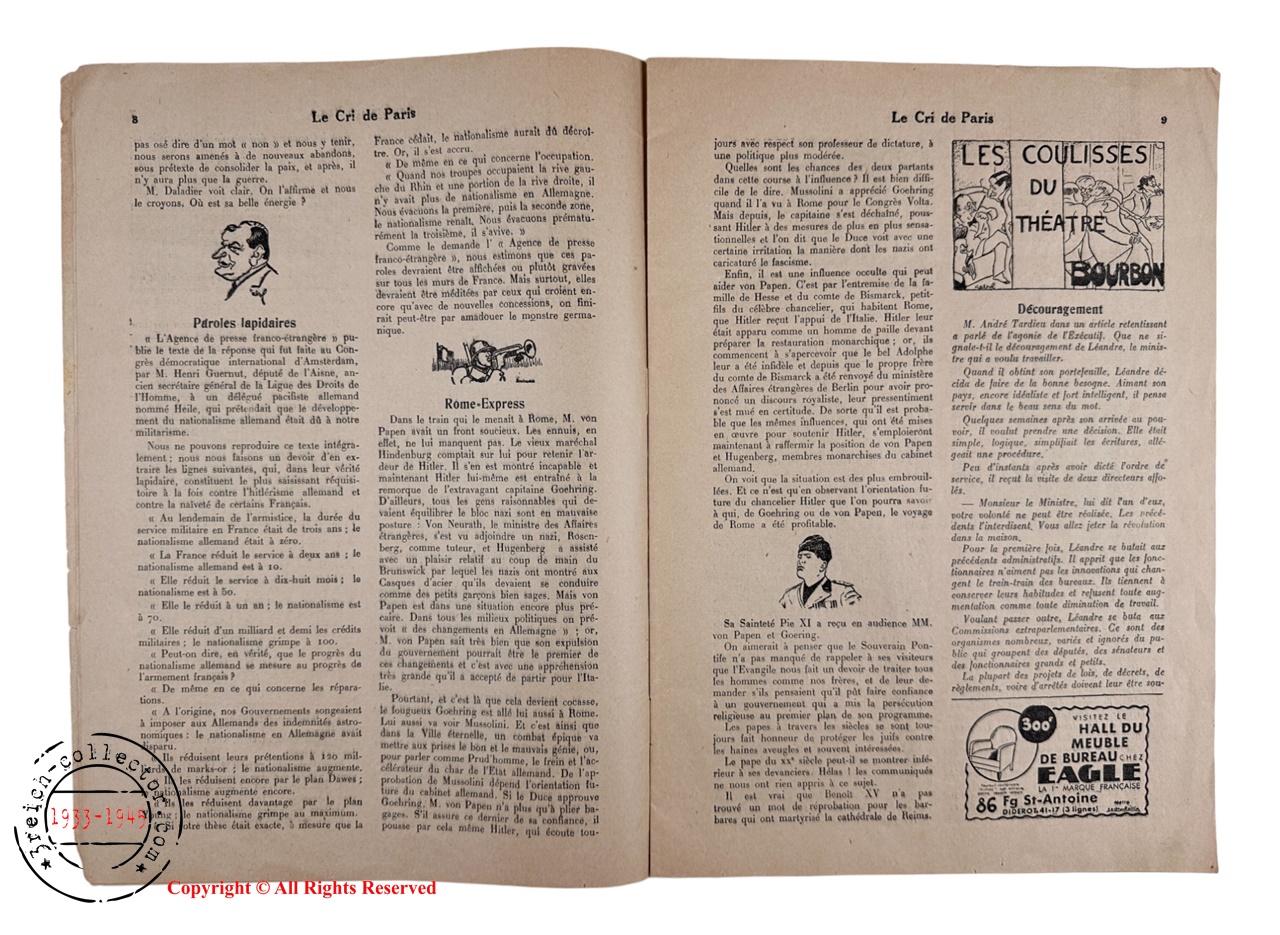 8
Le Cri de Paris
pas osé dire d'un mot « non » et nous y tenir,
nous serons amenés à de nouveaux abandons,
sous prétexte de consolider la paix, et après, il
n'y aura plus que la guerre.
M. Daladier voit clair. On l'affirme et nous
le croyons. Où est sa belle énergie ?
Paroles lapidaires
« L'Agence de presse franco-étrangère » pu-
blie le texte de la réponse qui fut faite au Con-
grès démocratique international d'Amsterdam,
par M. Henri Guernut, député de l'Aisne, an-
cien secrétaire général de la Ligue des Droits de
l'Homme, à un délégué pacifiste allemand
nommé Heile, qui prétendait que le développe-
ment du nationalisme allemand était dû à notre
militarisme.
Nous ne pouvons reproduire ce texte intégra-
lement ; nous nous faisons un devoir d'en ex-
traire les lignes suivantes, qui, dans leur vérité
lapidaire, constituent le plus saisissant réquisi-
toire à la fois contre l'hitlérisme allemand et
contre la naïveté de certains Français.
« Au lendemain de l'armistice, la durée du
service militaire en France était de trois ans ; le
nationalisme allemand était à zéro.
« La France réduit le service à deux ans ; le
nationalisme allemand est à 10.
« Elle réduit le service à dix-huit mois ; le
nationalisme est à 50.
« Elle le réduit à un an ; le nationalisme est
à 70.
« Elle réduit d'un milliard et demi les crédits
militaires ; le nationalisme grimpe à 100.
« Peut-on dire, en vérité, que le progrès du
nationalisme allemand se mesure au progrès de
l'armement français ?
« De même en ce qui concerne les répara-
tions.
« A l'origine, nos Gouvernements songeaient
à imposer aux Allemands des indemnités astro-
nomiques : le nationalisme en Allemagne avait
disparu.
Ils réduisent leurs prétentions à 120 mil-
liards de marks-or ; le nationalisme augmente.
les réduisent encore par le plan Dawes ;
nationalisme augmente encore.
les réduisent davantage par le plan
Young ; le nationalisme grimpe au maximum.
notre thèse était exacte, à mesure que la
France cédait, le nationalisme aurait dû décroî-
tre. Or, il s'est accru.
« De même en ce qui concerne l'occupation.
« Quand nos troupes occupaient la rive gau-
che du Rhin et une portion de la rive droite, il
n'y avait plus de nationalisme en Allemagne.
Nous évacuons la première, puis la seconde zone,
le nationalisme renaît. Nous évacuons prématu-
rément la troisième, il s'avive. »
Comme le demande l' « Agence de presse
franco-étrangère », nous estimons que ces pa-
roles devraient être affichées ou plutôt gravées
sur tous les murs de France. Mais surtout, elles
devraient être méditées par ceux qui croient en-
core qu'avec de nouvelles concessions, on fini-
rait peut-être par amadouer le monstre germa-
nique.
Rome-Express
Dans le train qui le menait à Rome, M. von
Papen avait un front soucieux. Les ennuis, en
effet, ne lui manquent pas. Le vieux maréchal
Hindenburg comptait sur lui pour retenir l'ar-
deur de Hitler. Il s'en est montré incapable et
maintenant Hitler lui-même est entraîné à la
remorque de l'extravagant capitaine Goehring.
D'ailleurs, tous les gens raisonnables qui de-
vaient équilibrer le bloc nazi sont en mauvaise
posture : Von Neurath, le ministre des Affaires
étrangères, s'est vu adjoindre un nazi, Rosen-
berg, comme tuteur, et Hugenberg a assisté
avec un plaisir relatif au coup de main du
Brunswick par lequel les nazis ont montré aux
Casques d'acier qu'ils devaient se conduire
comme des petits garçons bien sages. Mais von
Papen est dans une situation encore plus pré-
caire. Dans tous les milieux politiques on pré-
voit « des changements en Allemagne » ; or,
M. von Papen sait très bien que son expulsion
du gouvernement pourrait être le premier de
ces changements et c'est avec une appréhension
très grande qu'il a accepté de partir pour l'Ita-
lie.
Pourtant, et c'est là que cela devient cocasse,
le fougueux Goehring est allé lui aussi à Rome.
Lui aussi va voir Mussolini. Et c'est ainsi que
dans la Ville éternelle, un combat épique va
mettre aux prises le bon et le mauvais génie, ou,
pour parler comme Prud'homme, le frein et l'ac-
célérateur du char de l'Etat allemand. De l'ap-
probation de Mussolini dépend l'orientation fu-
ture du cabinet allemand. Si le Duce approuve
Goehring, M. von Papen n'a plus qu'à plier ba-
gages. S'il assure ce dernier de sa confiance, il
pousse par cela même Hitler, qui écoute tou-
Le Cri de Paris
9
jours avec respect son professeur de dictature, à
une politique plus modérée.
Quelles sont les chances des deux partants
dans cette course à l'influence ? Il est bien diffi-
cile de le dire. Mussolini a apprécié Goehring
quand il l'a vu à Rome pour le Congrès Volta.
Mais depuis, le capitaine s'est déchaîné, pous-
sant Hitler à des mesures de plus en plus sensa-
tionnelles et l'on dit que le Duce voit avec une
certaine irritation la manière dont les nazis ont
caricaturé le fascisme.
Enfin, il est une influence occulte qui peut
aider von Papen. C'est par l'entremise de la fa-
mille de Hesse et du comte de Bismarck, petit-
fils du célèbre chancelier, qui habitent Rome,
que Hitler reçut l'appui de l'Italie. Hitler leur
était apparu comme un homme de paille devant
préparer la restauration monarchique ; or, ils
commencent à s'apercevoir que le bel Adolphe
leur a été infidèle et depuis que le propre frère
du comte de Bismarck a été renvoyé du ministère
des Affaires étrangères de Berlin pour avoir pro-
noncé un discours royaliste, leur pressentiment
s'est mué en certitude. De sorte qu'il est proba-
ble que les mêmes influences, qui ont été mises
en œuvre pour soutenir Hitler, s'emploieront
maintenant à raffermir la position de von Papen
et Hugenberg, membres monarchises du cabinet
allemand.
On voit que la situation est des plus embrouil-
lées. Et ce n'est qu'en observant l'orientation fu-
ture du chancelier Hitler que l'on pourra savoir
à qui, de Goehring ou de von Papen, le voyage
de Rome a été profitable.
Sa Sainteté Pie XI a reçu en audience MM.
von Papen et Goering.
On aimerait à penser que le Souverain Pon-
tife n'a pas manqué de rappeler à ses visiteurs
que l'Evangile nous fait un devoir de traiter tous
les hommes comme nos frères, et de leur de-
mander s'ils pensaient qu'il pût faire confiance
à un gouvernement qui a mis la persécution
religieuse au premier plan de son programme.
Les papes à travers les siècles se sont tou-
jours fait honneur de protéger les juifs contre
les haines aveugles et souvent intéressées.
Le pape du XXe siècle peut-il se montrer infé-
rieur à ses devanciers. Hélas ! les communiqués
ne nous ont rien appris à ce sujet.
Il est vrai que Benoît XV n'a pas
trouvé un mot de réprobation pour les bar-
bares qui ont martyrisé la cathédrale de Reims.
LES COULISSES
DU
THÉATRE
BOURBON
Découragement
M. André Tardieu dans un article retentissant
a parlé de l'agonie de l'Exécutif. Que ne si-
gnale-t-il le découragement de Léandre, le minis-
tre qui a voulu travailler.
Quand il obtint son portefeuille, Léandre dé-
cida de faire de la bonne besogne. Aimant son
pays, encore idéaliste et fort intelligent, il pensa
servir dans le beau sens du mot.
Quelques semaines après son arrivée au pou-
voir, il voulut prendre une décision. Elle était
simple, logique, simplifiait les écritures, allé-
geait une procédure.
Peu d'instants après avoir dicté l'ordre de
service, il reçut la visite de deux directeurs affo-
lés.
— Monsieur le Ministre, lui dit l'un d'eux,
votre volonté ne peut être réalisée. Les précé-
dents l'interdisent. Vous allez jeter la révolution
dans la maison.
Pour la première fois, Léandre se butait aux
précédents administratifs. Il apprit que les fonc-
tionnaires n'aiment pas les innovations qui chan-
gent le train-train des bureaux. Ils tiennent à
conserver leurs habitudes et refusent toute aug-
mentation comme toute diminution de travail.
Voulant passer outre, Léandre se buta aux
Commissions extraparlementaires. Ce sont des
organismes nombreux, variés et ignorés du pu-
blic qui groupent des députés, des sénateurs et
des fonctionnaires grands et petits.
La plupart des projets de lois, de décrets, de
règlements, voire d'arrêtés doivent leur être sou-
300F
VISITEZ LE
HALL DU
MEUBLE
DE BUREAU CHEZ
EAGLE
LA 1re MARQUE FRANÇAISE
86 Fg St-Antoine
DIDEROT 41-17 (3 lignes)
Métro
Ledru-Rollin
3reich-collector.com
1933-1945
Copyright © All Rights Reserved